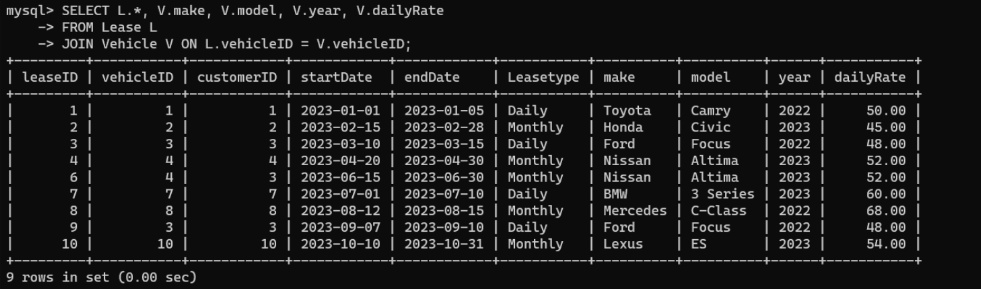 mysql> SELECT L.*, V.make, V.model, V.year, V.dailyRate
    -> FROM Lease L
    -> JOIN Vehicle V ON L.vehicleID = V.vehicleID;
+---------+-----------+------------+------------+------------+-----------+----------+----------+------+-----------+
| leaseID | vehicleID | customerID | startDate  | endDate    | Leasetype | make     | model    | year | dailyRate |
+---------+-----------+------------+------------+------------+-----------+----------+----------+------+-----------+
|       1 |         1 |          1 | 2023-01-01 | 2023-01-05 | Daily     | Toyota   | Camry    | 2022 |     50.00 |
|       2 |         2 |          2 | 2023-02-15 | 2023-02-28 | Monthly   | Honda    | Civic    | 2023 |     45.00 |
|       3 |         3 |          3 | 2023-03-10 | 2023-03-15 | Daily     | Ford     | Focus    | 2022 |     48.00 |
|       4 |         4 |          4 | 2023-04-20 | 2023-04-30 | Monthly   | Nissan   | Altima   | 2023 |     52.00 |
|       6 |         4 |          3 | 2023-06-15 | 2023-06-30 | Monthly   | Nissan   | Altima   | 2023 |     52.00 |
|       7 |         7 |          7 | 2023-07-01 | 2023-07-10 | Daily     | BMW      | 3 Series | 2023 |     60.00 |
|       8 |         8 |          8 | 2023-08-12 | 2023-08-15 | Monthly   | Mercedes | C-Class  | 2022 |     68.00 |
|       9 |         3 |          3 | 2023-09-07 | 2023-09-10 | Daily     | Ford     | Focus    | 2022 |     48.00 |
|      10 |        10 |         10 | 2023-10-10 | 2023-10-31 | Monthly   | Lexus    | ES       | 2023 |     54.00 |
+---------+-----------+------------+------------+------------+-----------+----------+----------+------+-----------+
9 rows in set (0.00 sec)